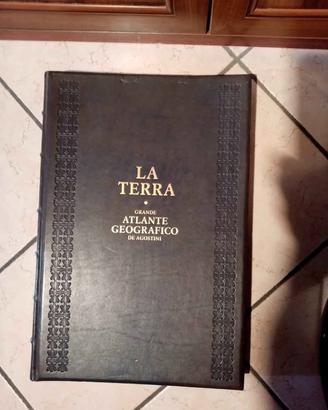 LA
TERRA
GRANDE
ATLANTE
GEOGRAFICO
DE AGOSTINI